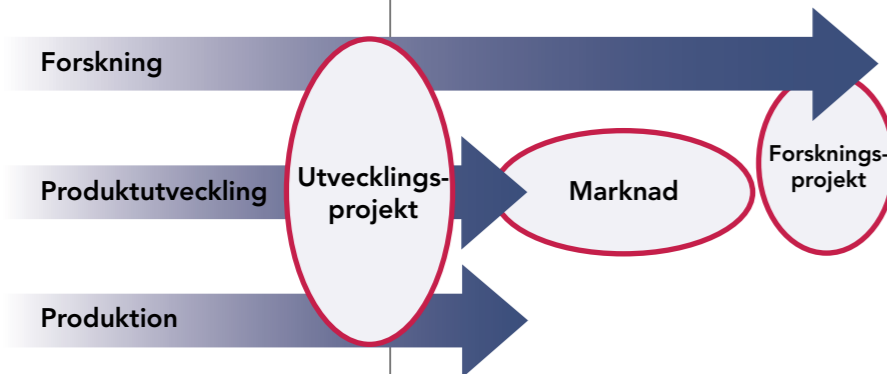 Forskning
Produktutveckling
Utvecklings-
projekt
Marknad
Forsknings-
projekt
Produktion